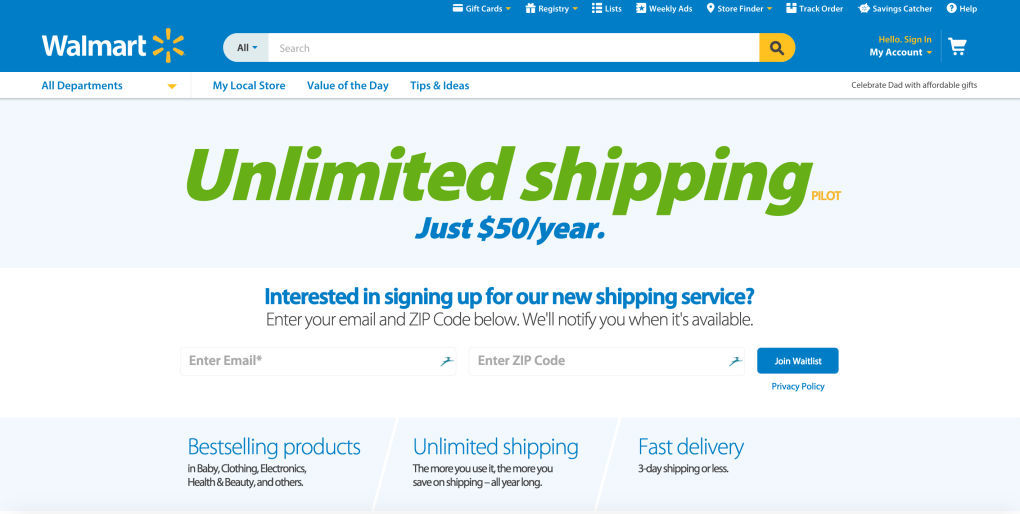 Gift Cards Registry Lists Weekly Ads Store Finder Track Order Savings Catcher Help
Walmart
All Search
Hello. Sign In
My Account
All Departments My Local Store Value of the Day Tips & Ideas Celebrate Dad with affordable gifts
Unlimited shipping PILOT
Just $50/year.
Interested in signing up for our new shipping service?
Enter your email and ZIP Code below. We'll notify you when it's available.
Enter Email* Enter ZIP Code Join Waitlist
Privacy Policy
Bestselling products
in Baby, Clothing, Electronics,
Health & Beauty, and others.
Unlimited shipping
The more you use it, the more you
save on shipping – all year long.
Fast delivery
3-day shipping or less.